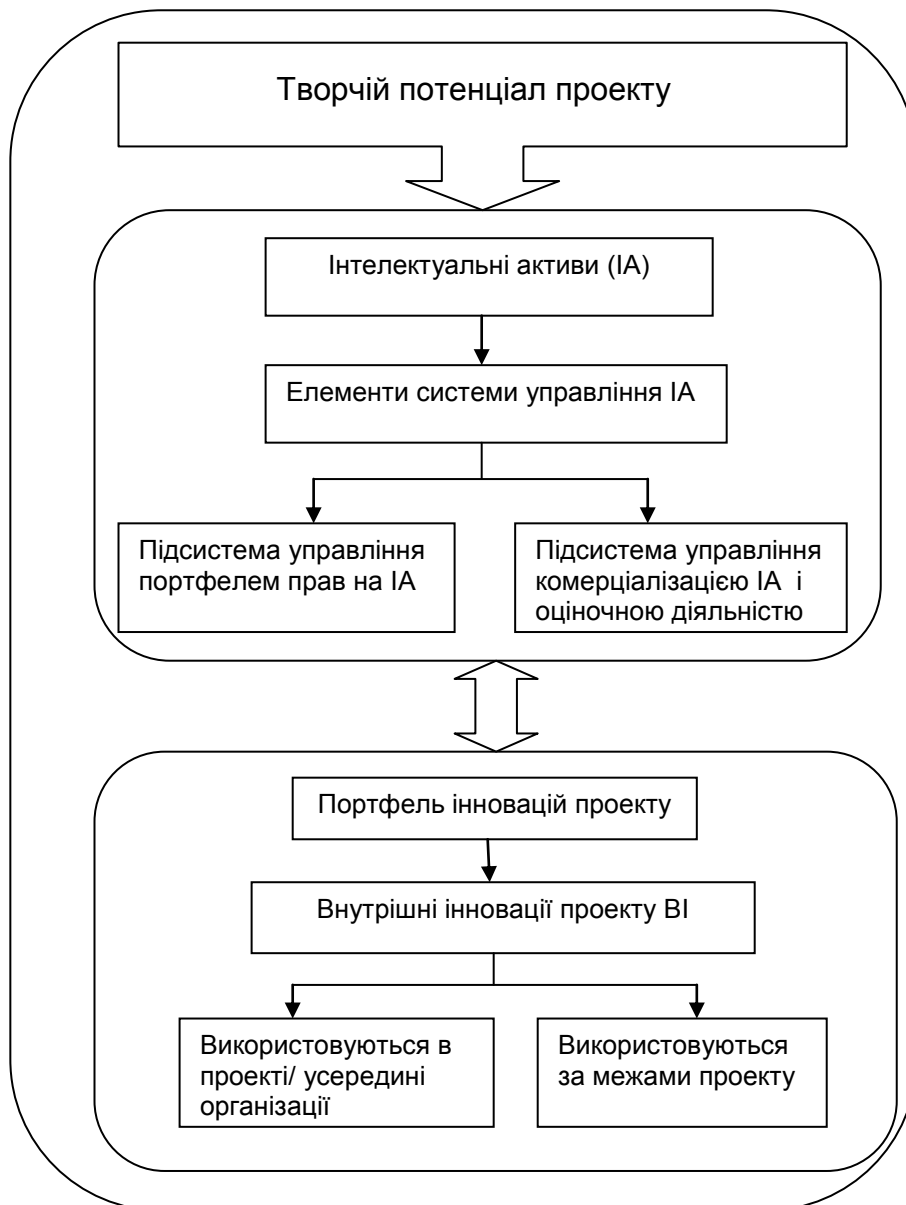 Творчій потенціал проекту
Інтелектуальні активи (ІА)
Елементи системи управління ІА
Підсистема управління
портфелем прав на ІА
Підсистема управління
комерціалізацією ІА і
оціночною діяльністю
Портфель інновацій проекту
Внутрішні інновації проекту ВІ
Використовуються в
проекті/ усередині
організації
Використовуються
за межами проекту